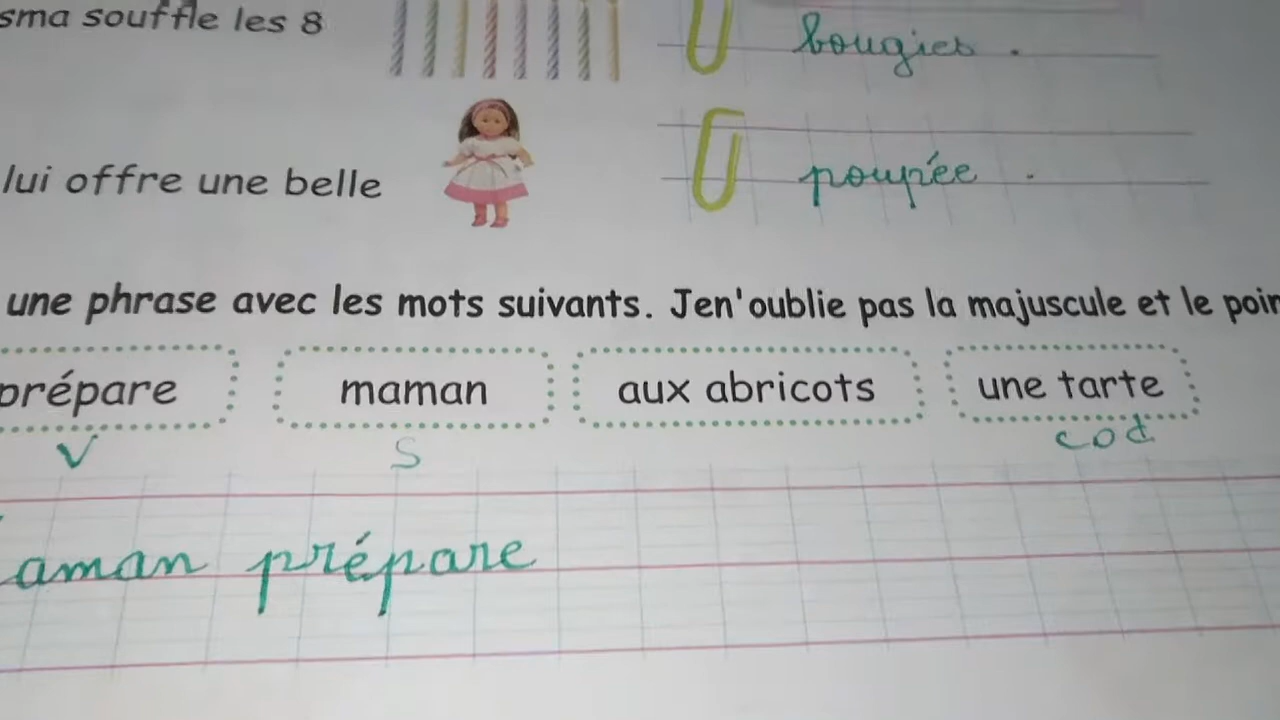 sma souffle les 8 bougies .
lui offre une belle poupée .
une phrase avec les mots suivants. Jen'oublie pas la majuscule et le poin
prépare maman aux abricots une tarte
V S cod
aman prépare